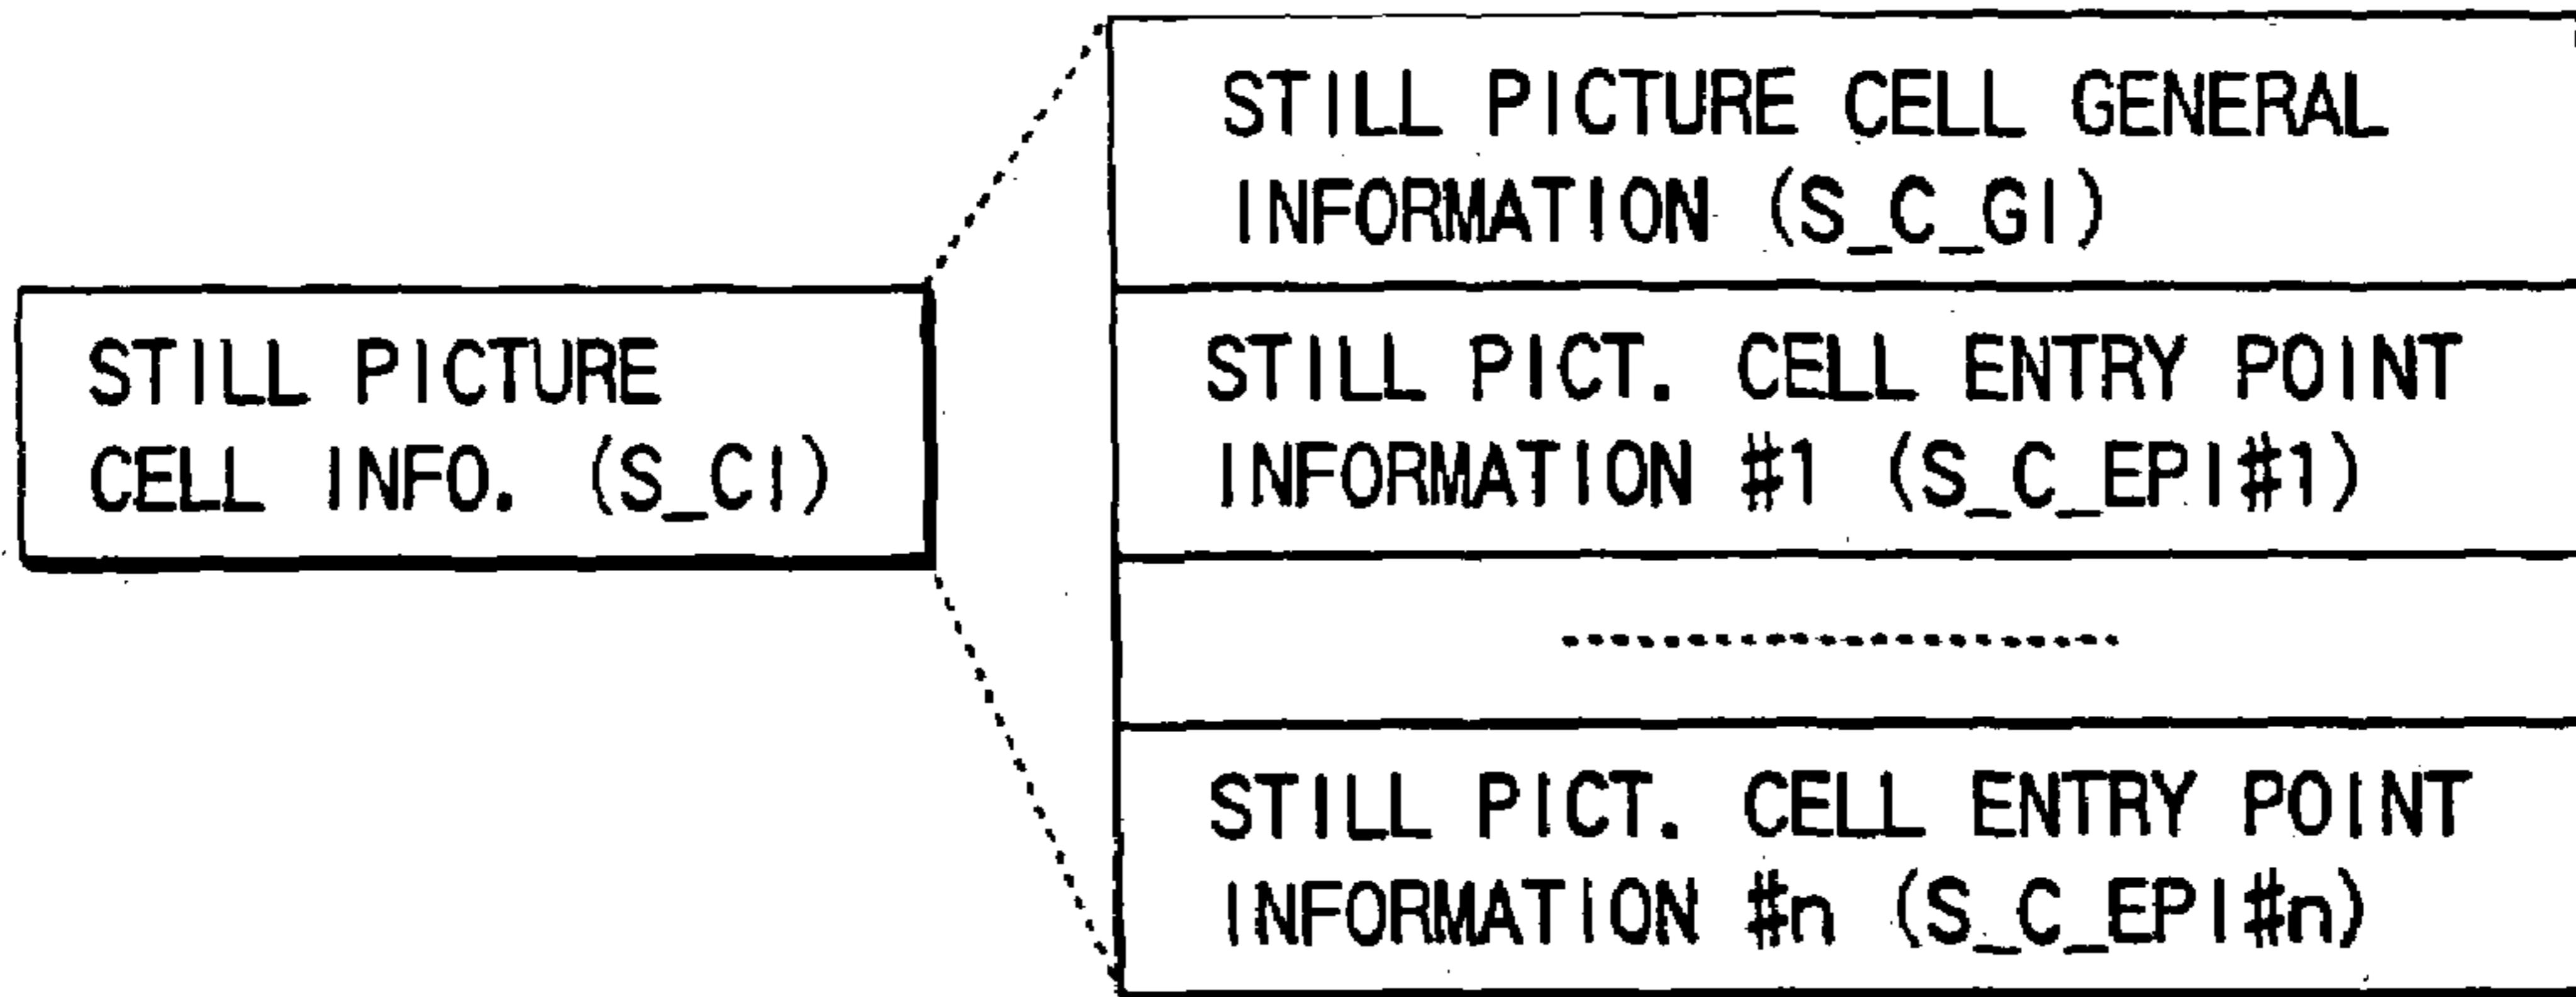 STILL PICTURE
CELL INFO. (S_CI)
STILL PICTURE CELL GENERAL
INFORMATION (S_C_GI)
STILL PICT. CELL ENTRY POINT
INFORMATION #1 (S_C_EPI#1)
STILL PICT. CELL ENTRY POINT
INFORMATION #n (S_C_EPI#n)